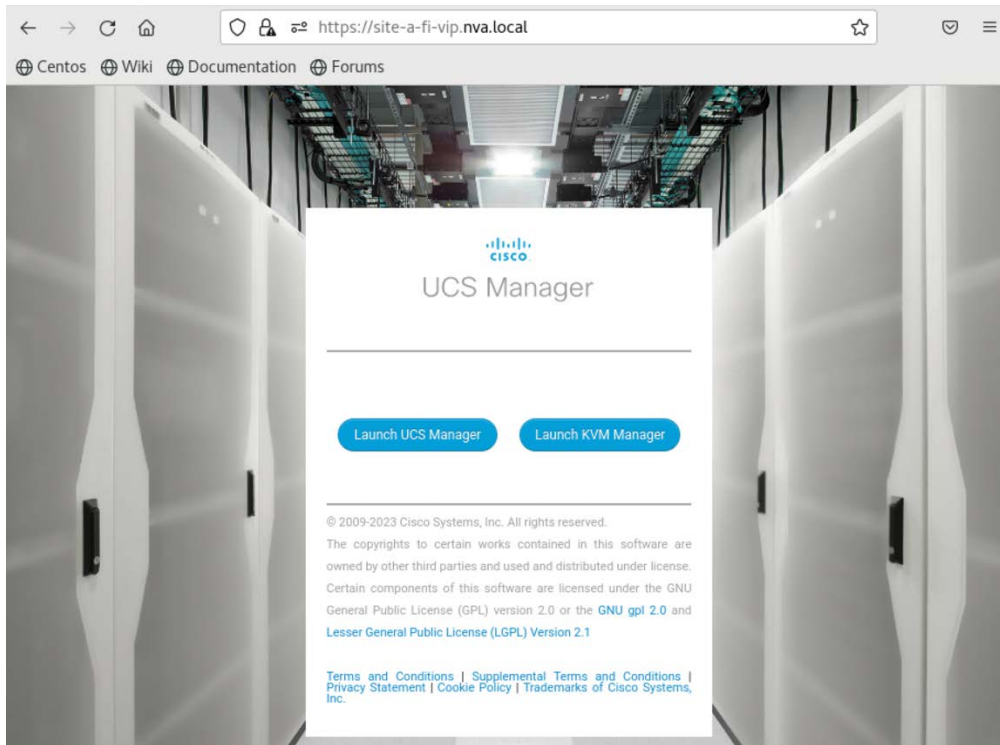 https://site-a-fi-vip.nva.local
Centos Wiki Documentation Forums
CISCO
UCS Manager
Launch UCS Manager Launch KVM Manager
© 2009-2023 Cisco Systems, Inc. All rights reserved.
The copyrights to certain works contained in this software are
owned by other third parties and used and distributed under license.
Certain components of this software are licensed under the GNU
General Public License (GPL) version 2.0 or the GNU gpl 2.0 and
Lesser General Public License (LGPL) Version 2.1
Terms and Conditions | Supplemental Terms and Conditions |
Privacy Statement | Cookie Policy | Trademarks of Cisco Systems,
Inc.